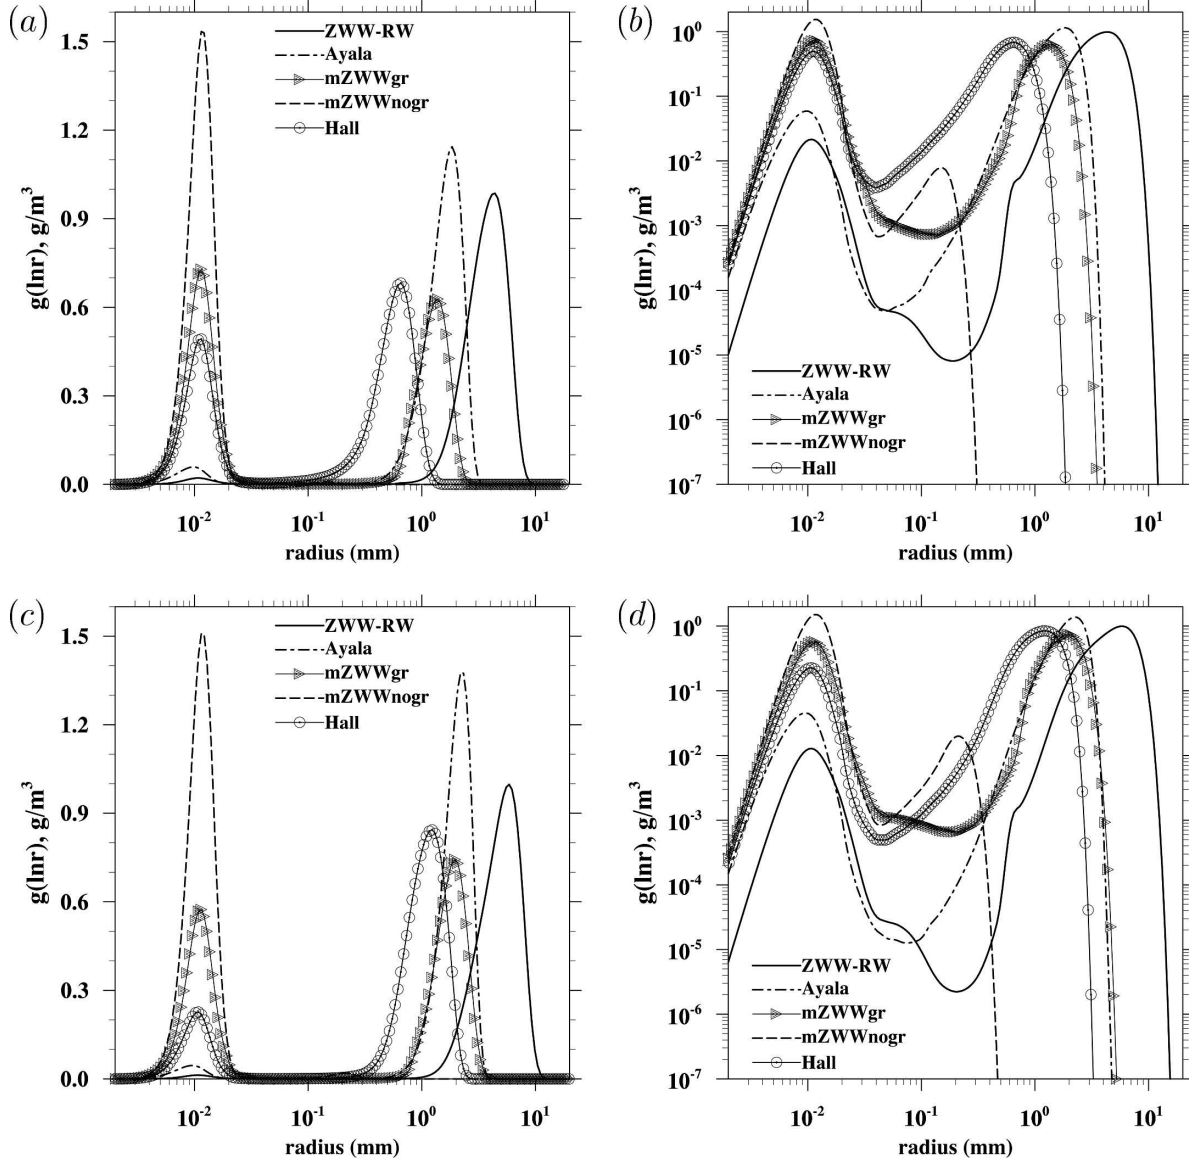 (a)
1.5
1.2
0.9
0.6
0.3
0.0
g(lnr), g/m³
ZWW-RW
Ayala
mZWWgr
mZWWnogr
Hall
10⁻² 10⁻¹ 10⁰ 10¹
radius (mm)
(b)
10⁰
10⁻¹
10⁻²
10⁻³
10⁻⁴
10⁻⁵
10⁻⁶
10⁻⁷
g(lnr), g/m³
ZWW-RW
Ayala
mZWWgr
mZWWnogr
Hall
10⁻² 10⁻¹ 10⁰ 10¹
radius (mm)
(c)
1.5
1.2
0.9
0.6
0.3
0.0
g(lnr), g/m³
ZWW-RW
Ayala
mZWWgr
mZWWnogr
Hall
10⁻² 10⁻¹ 10⁰ 10¹
radius (mm)
(d)
10⁰
10⁻¹
10⁻²
10⁻³
10⁻⁴
10⁻⁵
10⁻⁶
10⁻⁷
g(lnr), g/m³
ZWW-RW
Ayala
mZWWgr
mZWWnogr
Hall
10⁻² 10⁻¹ 10⁰ 10¹
radius (mm)